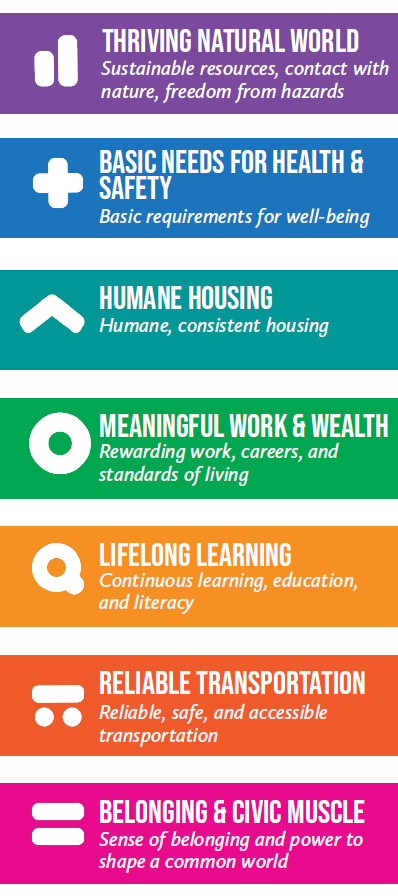 THRIVING NATURAL WORLD
Sustainable resources, contact with
nature, freedom from hazards
BASIC NEEDS FOR HEALTH &
SAFETY
Basic requirements for well-being
HUMANE HOUSING
Humane, consistent housing
MEANINGFUL WORK & WEALTH
Rewarding work, careers, and
standards of living
LIFELONG LEARNING
Continuous learning, education,
and literacy
RELIABLE TRANSPORTATION
Reliable, safe, and accessible
transportation
BELONGING & CIVIC MUSCLE
Sense of belonging and power to
shape a common world